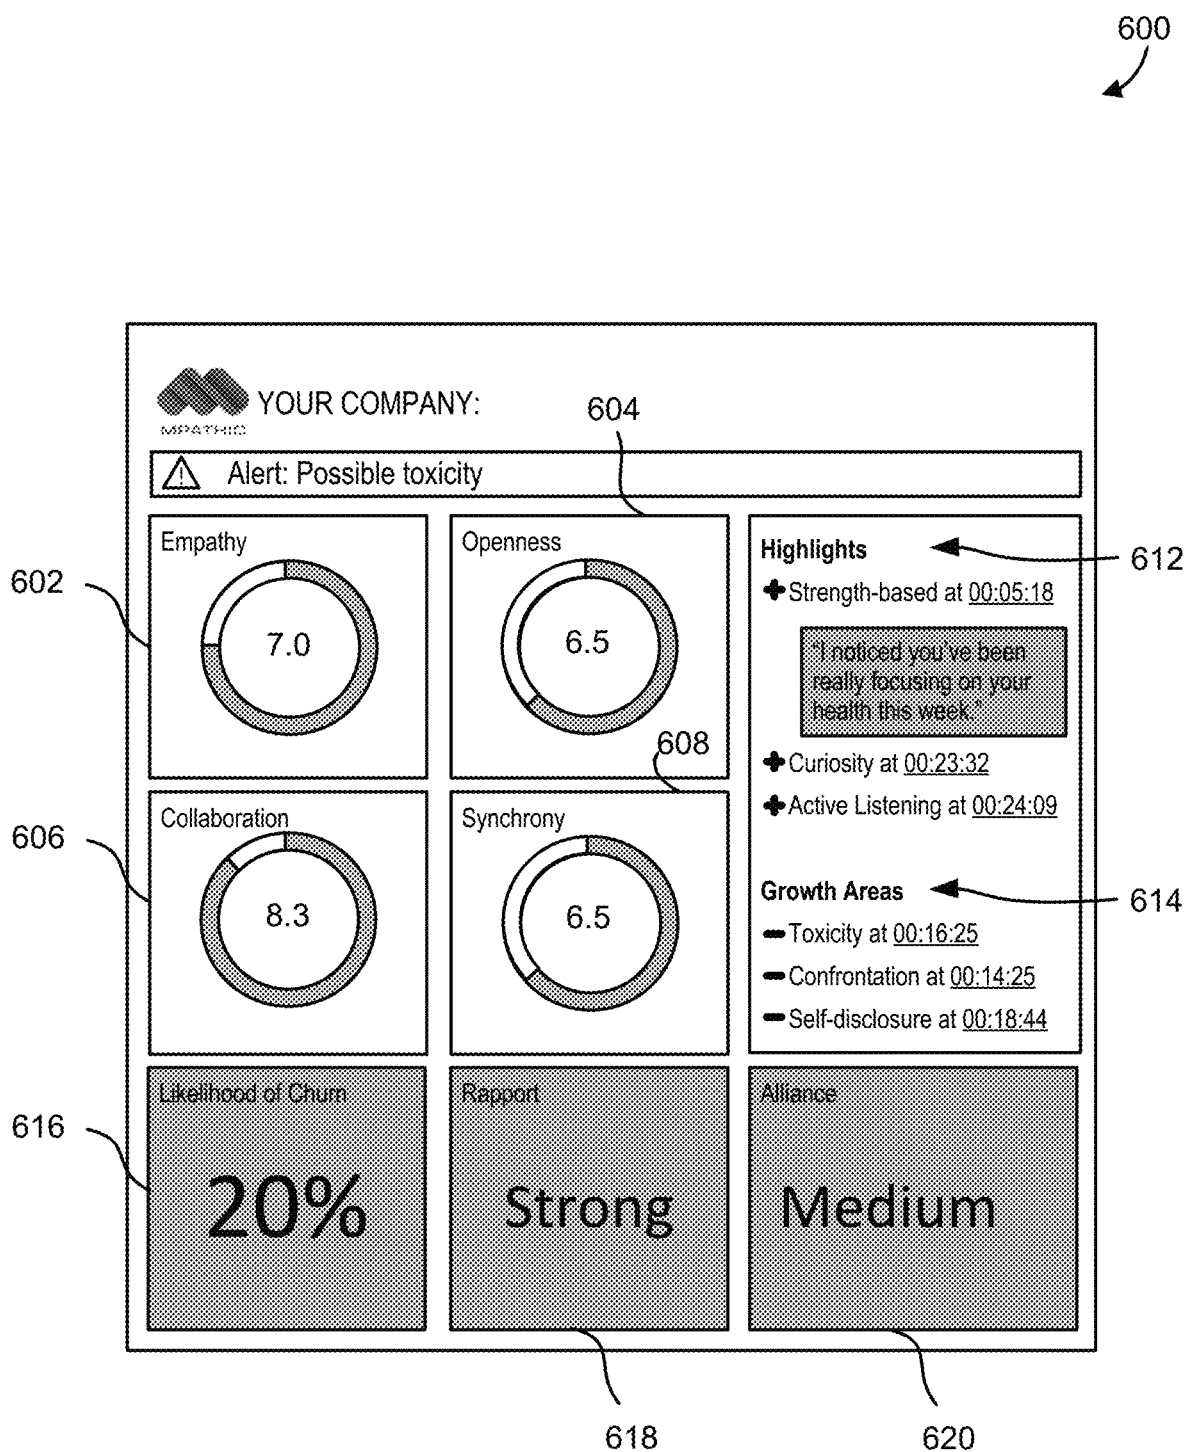 600
MPATHIC
YOUR COMPANY:
604
Alert: Possible toxicity
602
Empathy
7.0
Openness
6.5
Highlights
612
Strength-based at 00:05:18
“I noticed you’ve been
really focusing on your
health this week.”
Curiosity at 00:23:32
Active Listening at 00:24:09
608
606
Collaboration
8.3
Synchrony
6.5
Growth Areas
614
Toxicity at 00:16:25
Confrontation at 00:14:25
Self-disclosure at 00:18:44
616
Likelihood of Churn
20%
Rapport
Strong
Alliance
Medium
618
620